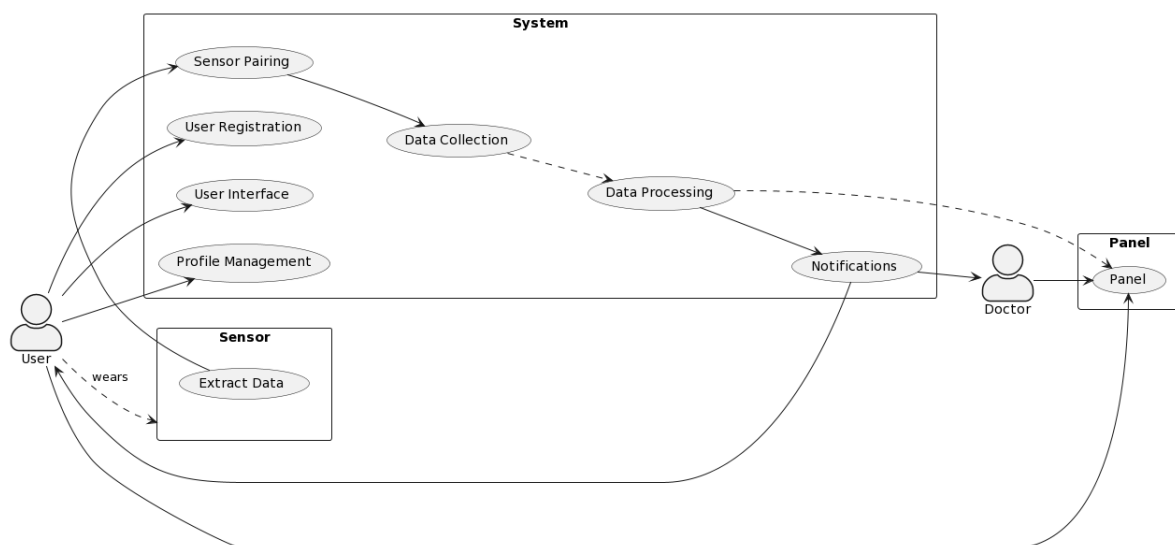 System
Sensor Pairing
User Registration
Data Collection
User Interface
Data Processing
Profile Management
Notifications
Panel
Panel
Doctor
User
Sensor
wears
Extract Data